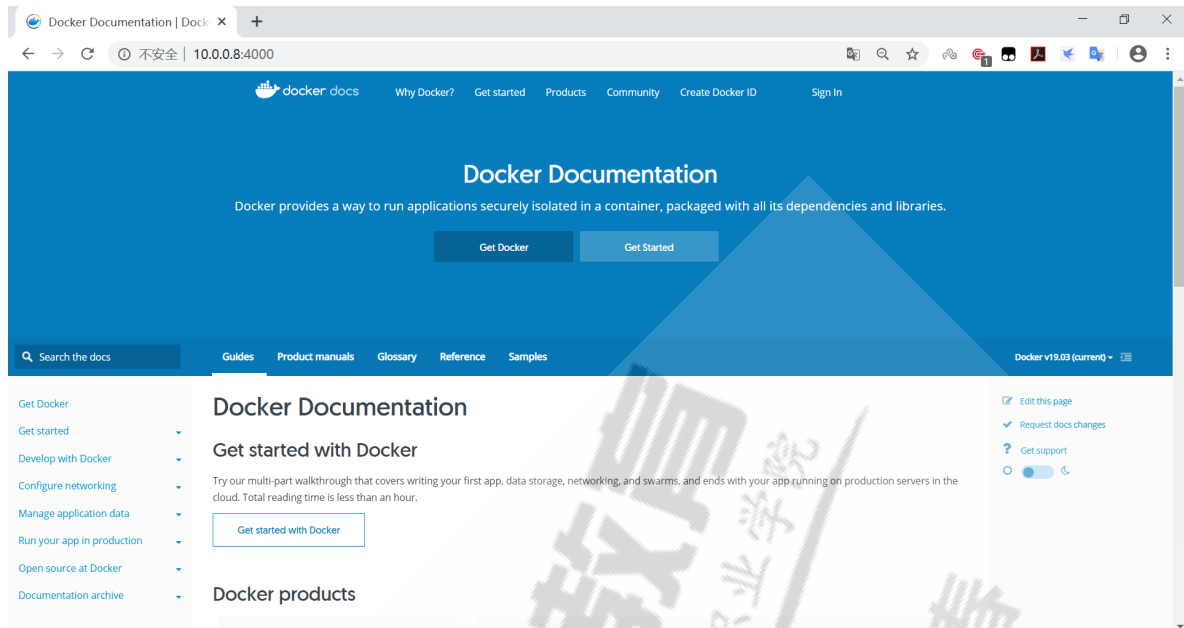 Docker Documentation | Dock
不安全 | 10.0.0.8:4000
1
docker docs Why Docker? Get started Products Community Create Docker ID Sign In
Docker Documentation
Docker provides a way to run applications securely isolated in a container, packaged with all its dependencies and libraries.
Get Docker Get Started
Search the docs Guides Product manuals Glossary Reference Samples Docker v19.03 (current)
Get Docker
Get started
Develop with Docker
Configure networking
Manage application data
Run your app in production
Open source at Docker
Documentation archive
Docker Documentation
Get started with Docker
Try our multi-part walkthrough that covers writing your first app, data storage, networking, and swarms, and ends with your app running on production servers in the
cloud. Total reading time is less than an hour.
Get started with Docker
Docker products
Edit this page
Request docs changes
Get support
教育
业学院